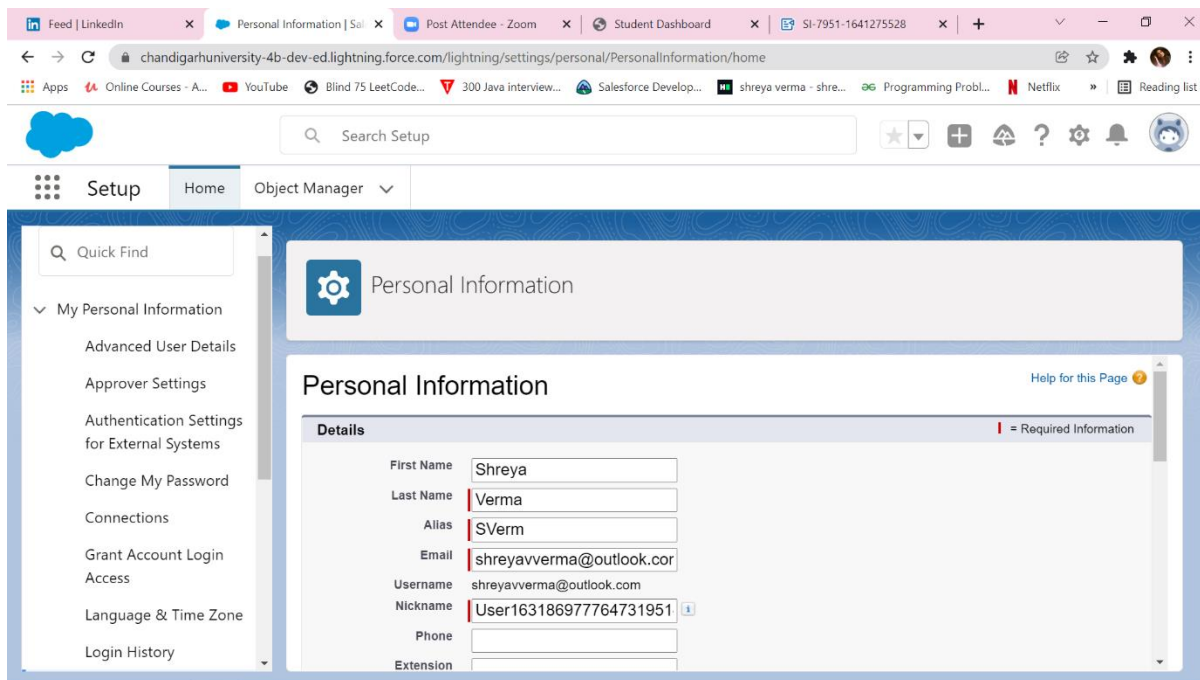 Feed | LinkedIn
Personal Information | Sal
Post Attendee - Zoom
Student Dashboard
SI-7951-1641275528
chandigarhuniversity-4b-dev-ed.lightning.force.com/lightning/settings/personal/PersonalInformation/home
Apps
Online Courses - A...
YouTube
Blind 75 LeetCode...
300 Java interview...
Salesforce Develop...
shreya verma - shre...
Programming Probl...
Netflix
»
Reading list
Search Setup
Setup
Home
Object Manager
Quick Find
My Personal Information
Advanced User Details
Approver Settings
Authentication Settings
for External Systems
Change My Password
Connections
Grant Account Login
Access
Language & Time Zone
Login History
Personal Information
Personal Information
Help for this Page
Details
= Required Information
First Name Shreya
Last Name Verma
Alias SVerm
Email shreyavverma@outlook.cor
Username shreyavverma@outlook.com
Nickname User163186977764731951
Phone
Extension